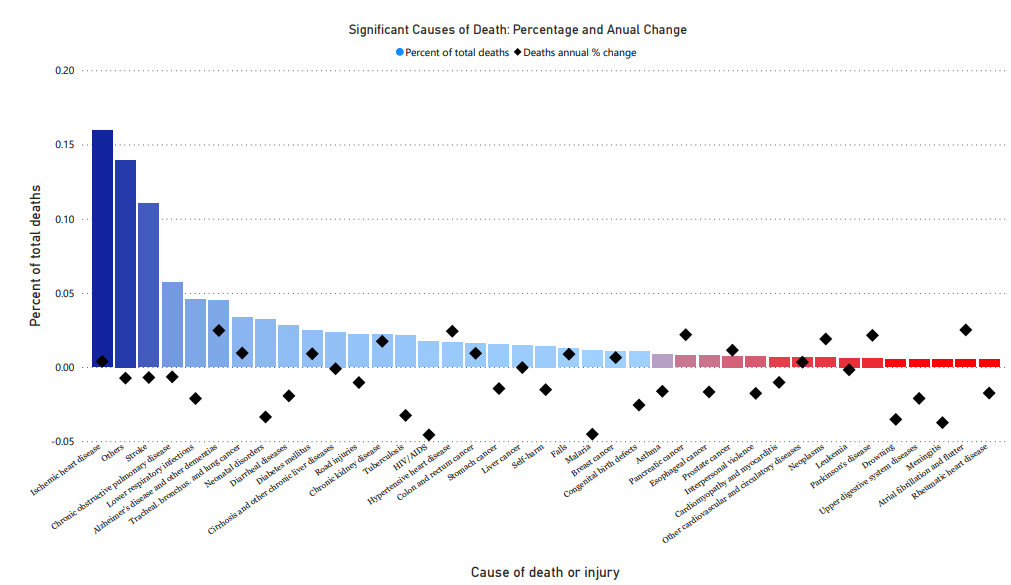 Significant Causes of Death: Percentage and Anual Change
Percent of total deaths Deaths annual % change
Percent of total deaths
0.20
0.15
0.10
0.05
0.00
-0.05
Ischemic heart disease
Others
Stroke
Chronic obstructive pulmonary disease
Lower respiratory infections
Alzheimer's disease and other dementias
Tracheal, bronchus, and lung cancer
Neonatal disorders
Diarrheal diseases
Diabetes mellitus
Cirrhosis and other chronic liver diseases
Road injuries
Chronic kidney disease
Tuberculosis
HIV/AIDS
Hypertensive heart disease
Colon and rectum cancer
Stomach cancer
Liver cancer
Self-harm
Falls
Malaria
Breast cancer
Congenital birth defects
Asthma
Pancreatic cancer
Esophageal cancer
Prostate cancer
Interpersonal violence
Cardiomyopathy and myocarditis
Other cardiovascular and circulatory diseases
Neoplasms
Leukemia
Parkinson's disease
Drowning
Upper digestive system diseases
Meningitis
Atrial fibrillation and flutter
Rheumatic heart disease
Cause of death or injury